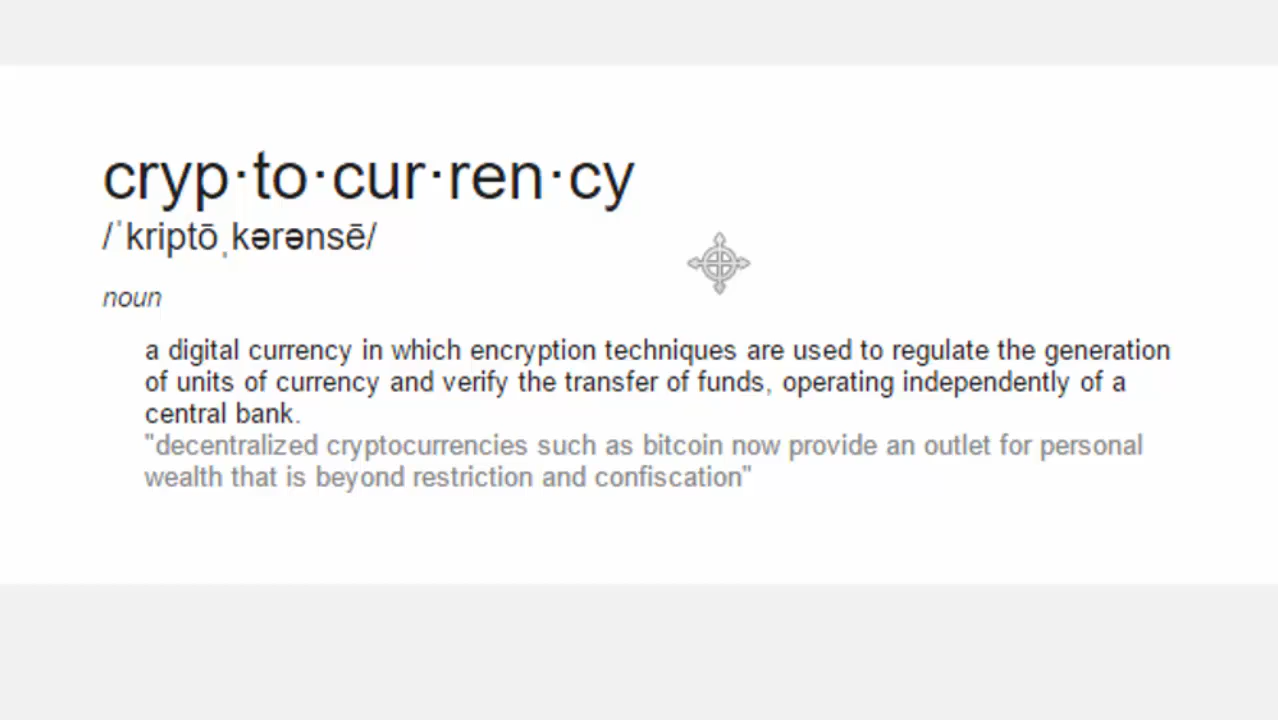 cryp·to·cur·ren·cy
/ˈkriptōˌkərənsē/
noun
a digital currency in which encryption techniques are used to regulate the generation
of units of currency and verify the transfer of funds, operating independently of a
central bank.
"decentralized cryptocurrencies such as bitcoin now provide an outlet for personal
wealth that is beyond restriction and confiscation"